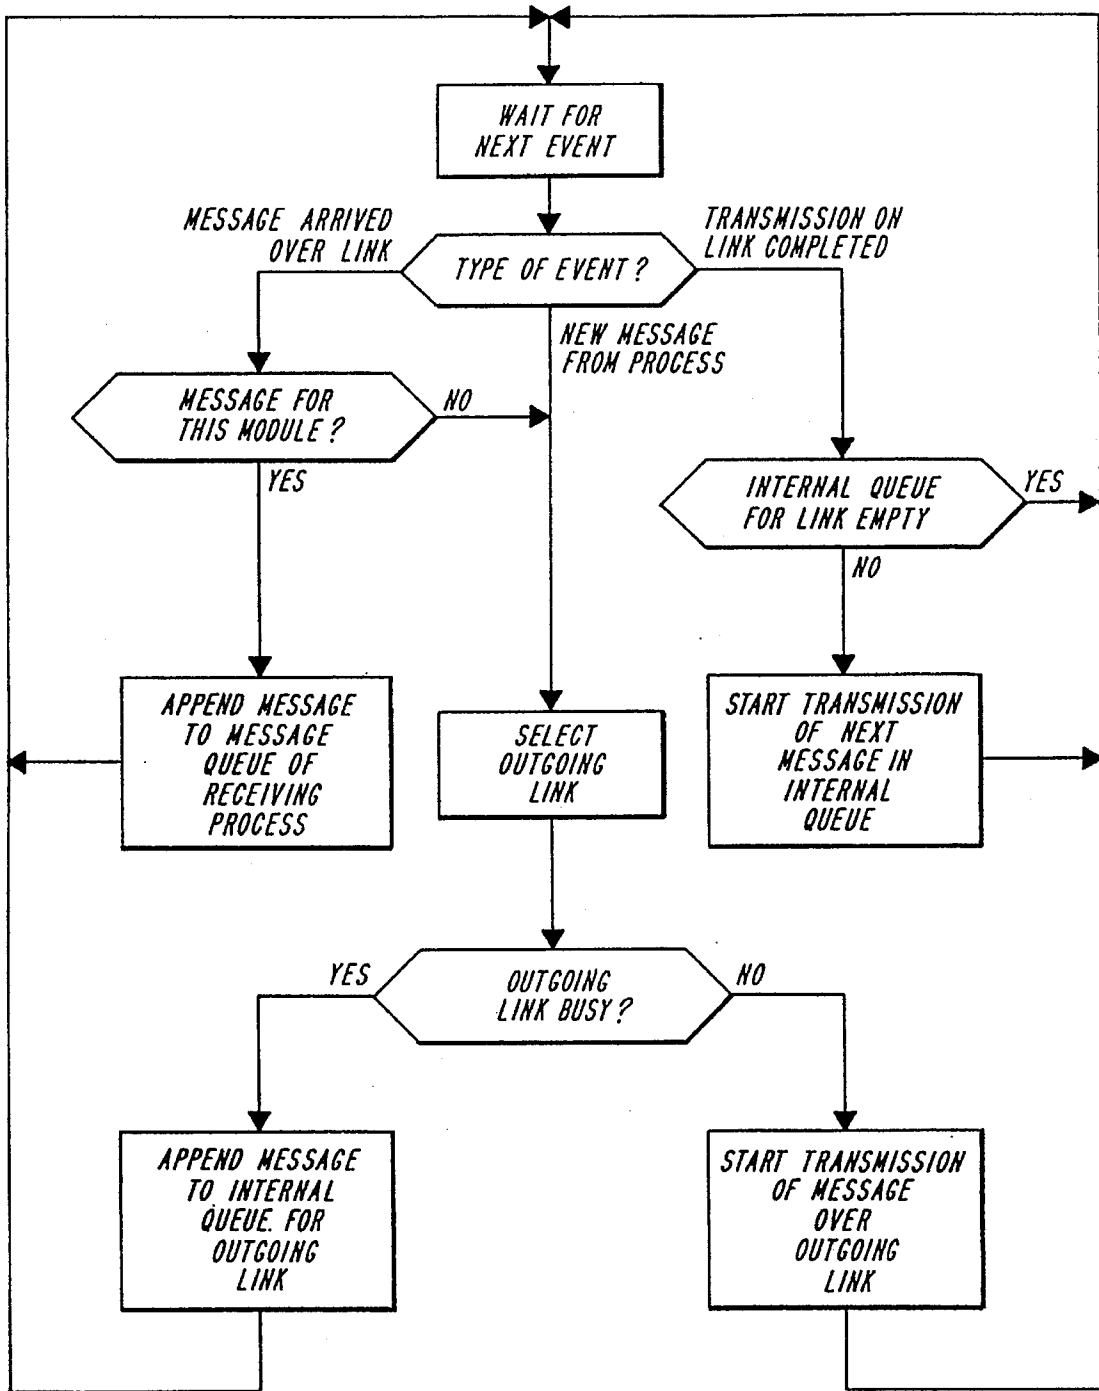 WAIT FOR
NEXT EVENT
MESSAGE ARRIVED
OVER LINK
TYPE OF EVENT?
TRANSMISSION ON
LINK COMPLETED
NEW MESSAGE
FROM PROCESS
MESSAGE FOR
THIS MODULE?
NO
YES
INTERNAL QUEUE
FOR LINK EMPTY
YES
NO
APPEND MESSAGE
TO MESSAGE
QUEUE OF
RECEIVING
PROCESS
SELECT
OUTGOING
LINK
START TRANSMISSION
OF NEXT
MESSAGE IN
INTERNAL
QUEUE
YES
OUTGOING
LINK BUSY?
NO
APPEND MESSAGE
TO INTERNAL
QUEUE. FOR
OUTGOING
LINK
START TRANSMISSION
OF MESSAGE
OVER
OUTGOING
LINK